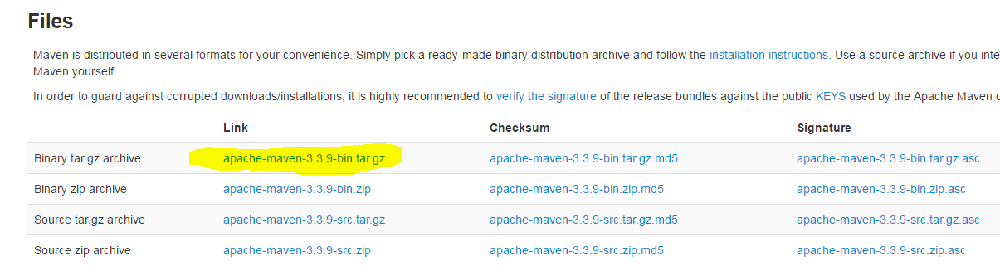 Files
Maven is distributed in several formats for your convenience. Simply pick a ready-made binary distribution archive and follow the installation instructions. Use a source archive if you inte
Maven yourself.
In order to guard against corrupted downloads/installations, it is highly recommended to verify the signature of the release bundles against the public KEYS used by the Apache Maven
Link Checksum Signature
Binary tar.gz archive apache-maven-3.3.9-bin.tar.gz apache-maven-3.3.9-bin.tar.gz.md5 apache-maven-3.3.9-bin.tar.gz.asc
Binary zip archive apache-maven-3.3.9-bin.zip apache-maven-3.3.9-bin.zip.md5 apache-maven-3.3.9-bin.zip.asc
Source tar.gz archive apache-maven-3.3.9-src.tar.gz apache-maven-3.3.9-src.tar.gz.md5 apache-maven-3.3.9-src.tar.gz.asc
Source zip archive apache-maven-3.3.9-src.zip apache-maven-3.3.9-src.zip.md5 apache-maven-3.3.9-src.zip.asc